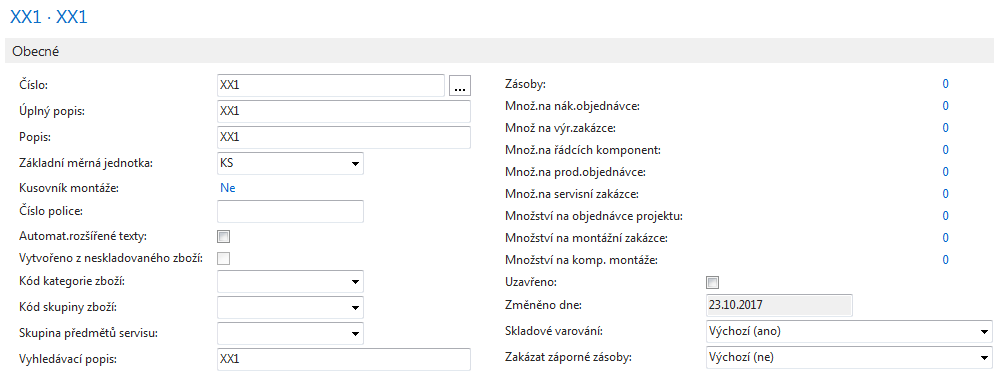 XX1 · XX1
Obecné
Číslo: XX1 ...
Úplný popis: XX1
Popis: XX1
Základní měrná jednotka: KS
Kusovník montáže: Ne
Číslo police:
Automat.rozšířené texty:
Vytvořeno z neskladovaného zboží:
Kód kategorie zboží:
Kód skupiny zboží:
Skupina předmětů servisu:
Vyhledávací popis: XX1
Zásoby: 0
Množ.na nák.objednávce: 0
Množ na výr.zakázce: 0
Množ.na řádcích komponent: 0
Množ.na prod.objednávce: 0
Množ.na servisní zakázce: 0
Množství na objednávce projektu: 0
Množství na montážní zakázce: 0
Množství na komp. montáže: 0
Uzavřeno:
Změněno dne: 23.10.2017
Skladové varování: Výchozí (ano)
Zakázat záporné zásoby: Výchozí (ne)